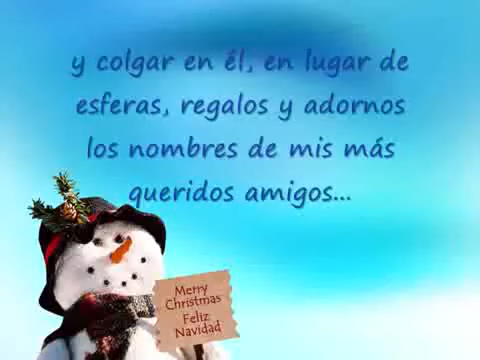 y colgar en él, en lugar de
esferas, regalos y adornos
los nombres de mis más
queridos amigos...
Merry
Christmas
Feliz
Navidad